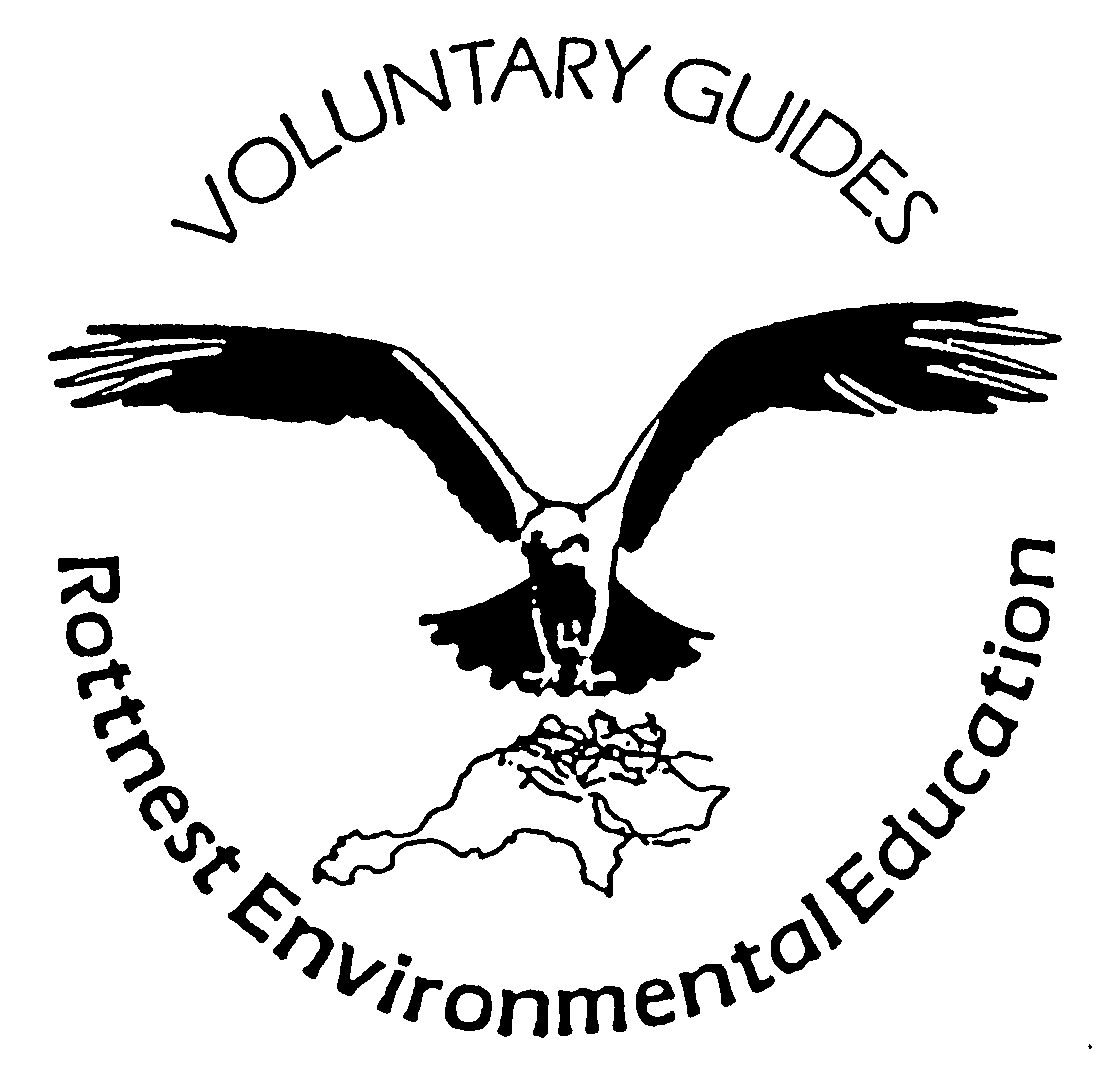 VOLUNTARY GUIDES
Rottnest Environmental Education